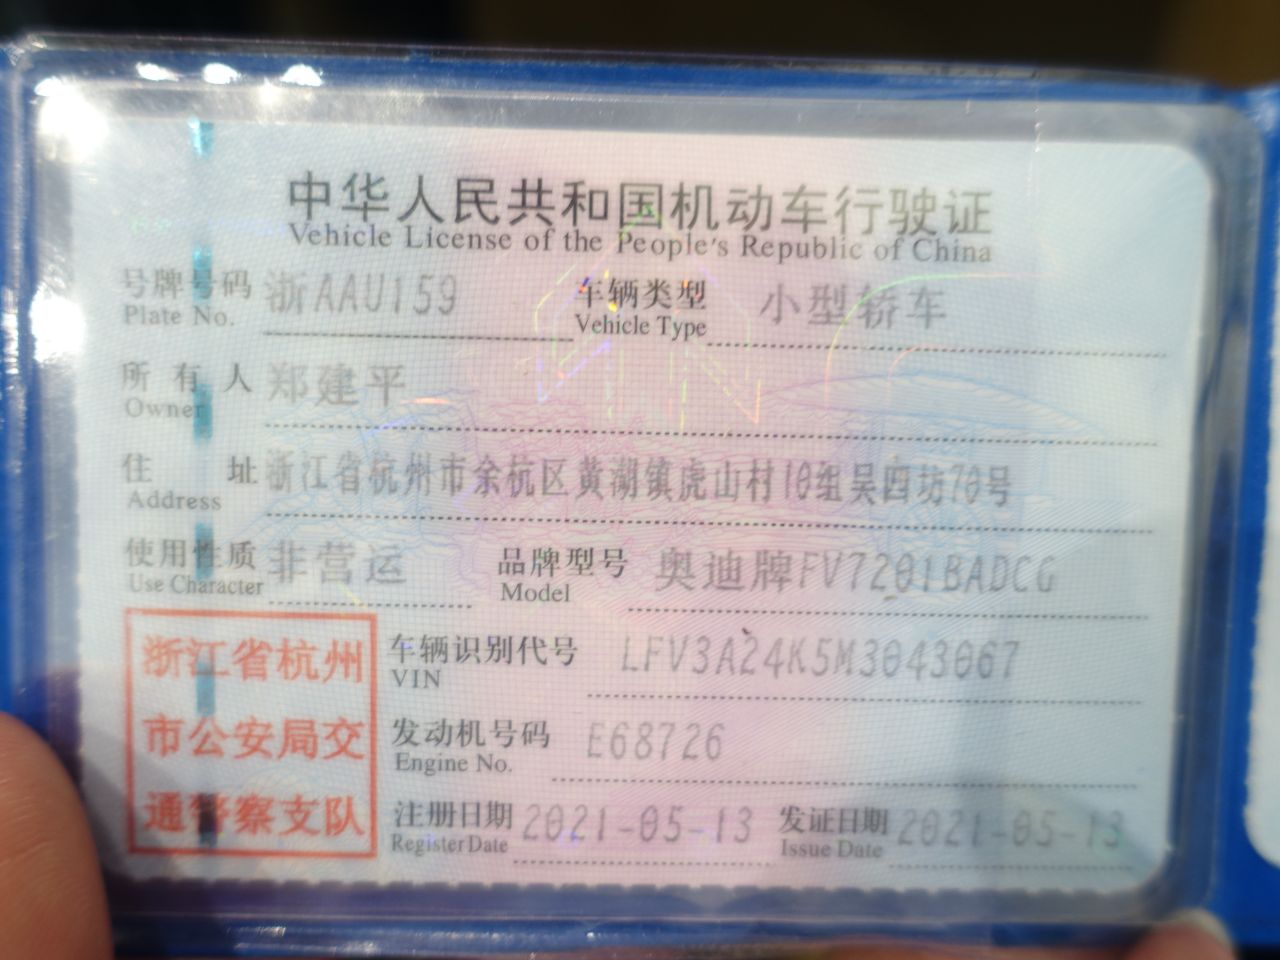 中华人民共和国机动车行驶证
Vehicle License of the People's Republic of China
号牌号码 浙AAU159 车辆类型 小型轿车
Plate No. Vehicle Type
所有人 郑建平
Owner
住址 浙江省杭州市余杭区黄湖镇虎山村10组吴四坊70号
Address
使用性质 非营运 品牌型号 奥迪牌FV7201BADCG
Use Character Model
浙江省杭州
市公安局交
通警察支队
车辆识别代号 LFV3A24K5M3043067
VIN
发动机号码 E68726
Engine No.
注册日期 2021-05-13 发证日期 2021-05-13
Register Date Issue Date